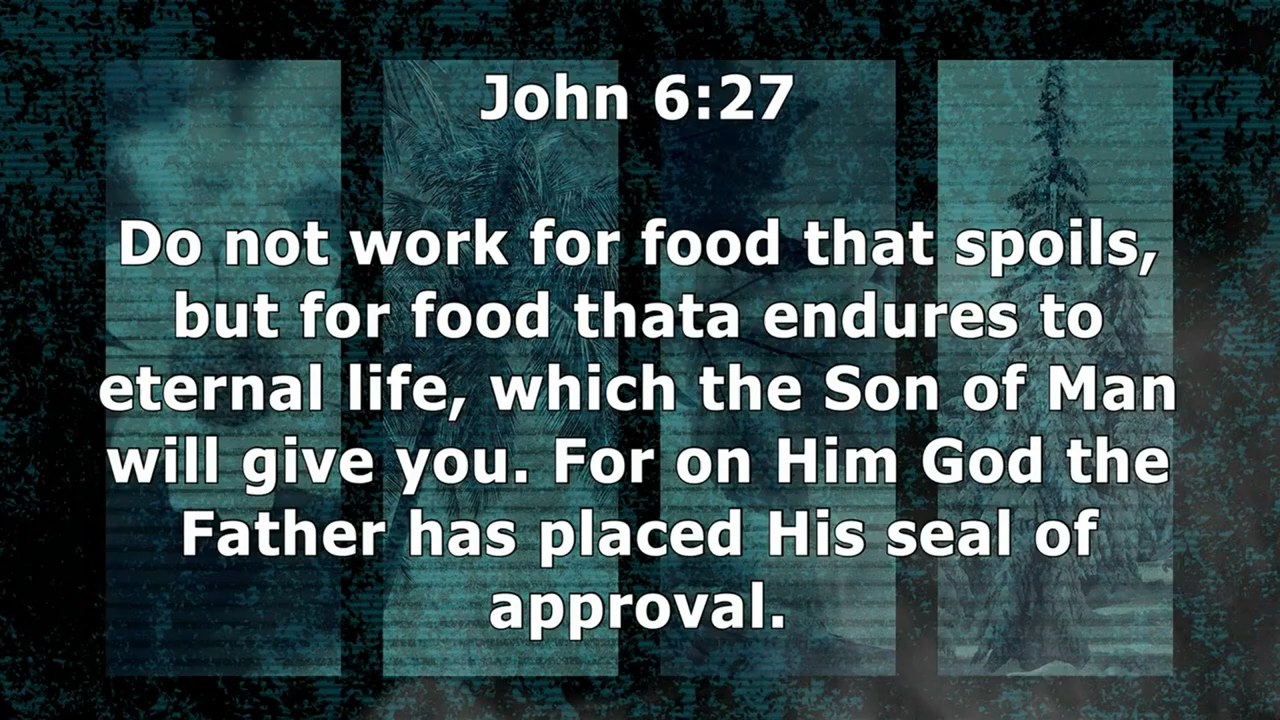 John 6:27
Do not work for food that spoils,
but for food thata endures to
eternal life, which the Son of Man
will give you. For on Him God the
Father has placed His seal of
approval.